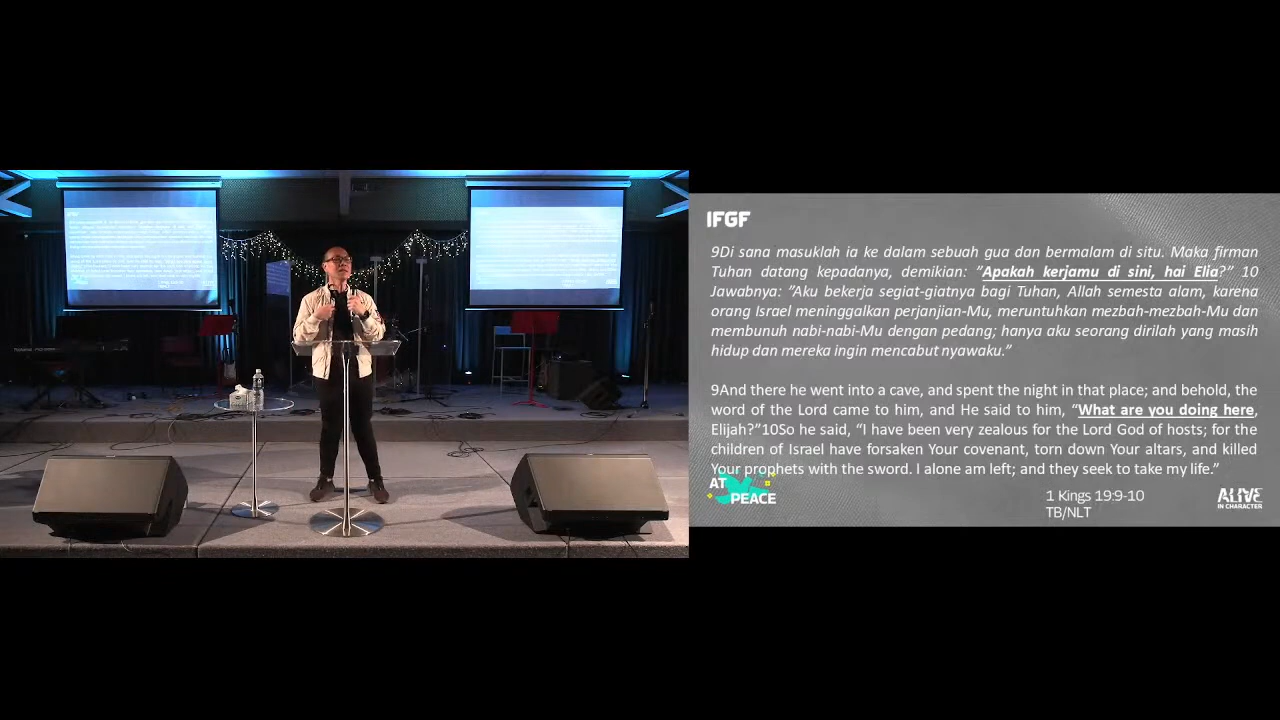 IFGF
9Di sana masuklah ia ke dalam sebuah gua dan bermalam di situ. Maka firman
Tuhan datang kepadanya, demikian: "Apakah kerjamu di sini, hai Elia?" 10
Jawabnya: "Aku bekerja segiat-giatnya bagi Tuhan, Allah semesta alam, karena
orang Israel meninggalkan perjanjian-Mu, meruntuhkan mezbah-mezbah-Mu dan
membunuh nabi-nabi-Mu dengan pedang; hanya aku seorang dirilah yang masih
hidup dan mereka ingin mencabut nyawaku."
9And there he went into a cave, and spent the night in that place; and behold, the
word of the Lord came to him, and He said to him, "What are you doing here,
Elijah?"10So he said, "I have been very zealous for the Lord God of hosts; for the
children of Israel have forsaken Your covenant, torn down Your altars, and killed
Your prophets with the sword. I alone am left; and they seek to take my life."
AT
PEACE
1 Kings 19:9-10
TB/NLT
ALIVE
IN CHARACTER